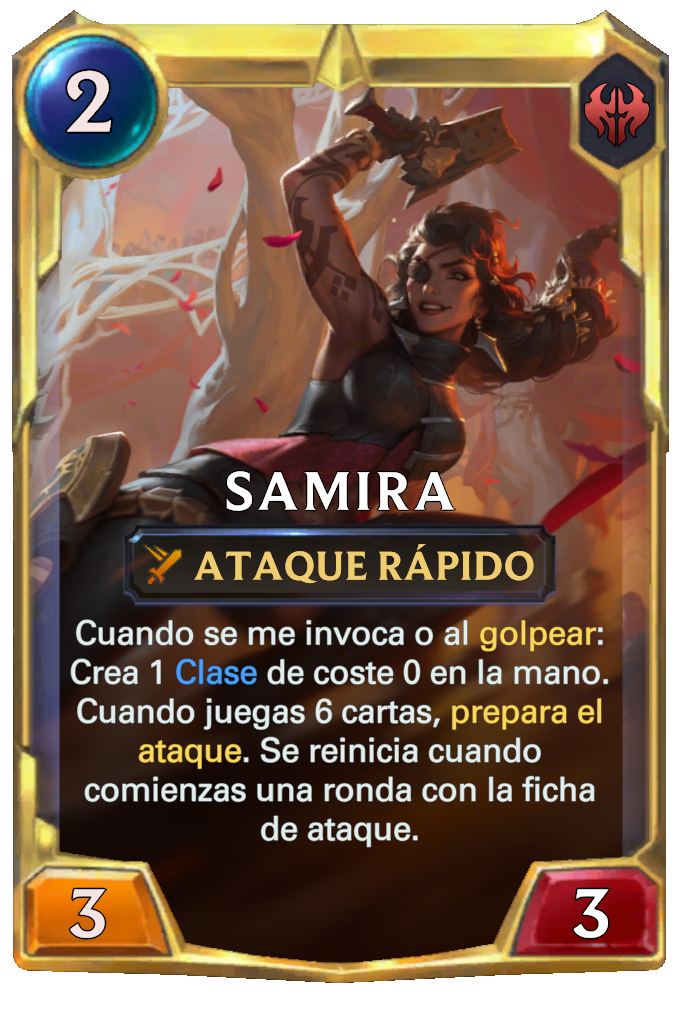 2
SAMIRA
ATAQUE RÁPIDO
Cuando se me invoca o al golpear:
Crea 1 Clase de coste 0 en la mano.
Cuando juegas 6 cartas, prepara el
ataque. Se reinicia cuando
comienzas una ronda con la ficha
de ataque.
3
3